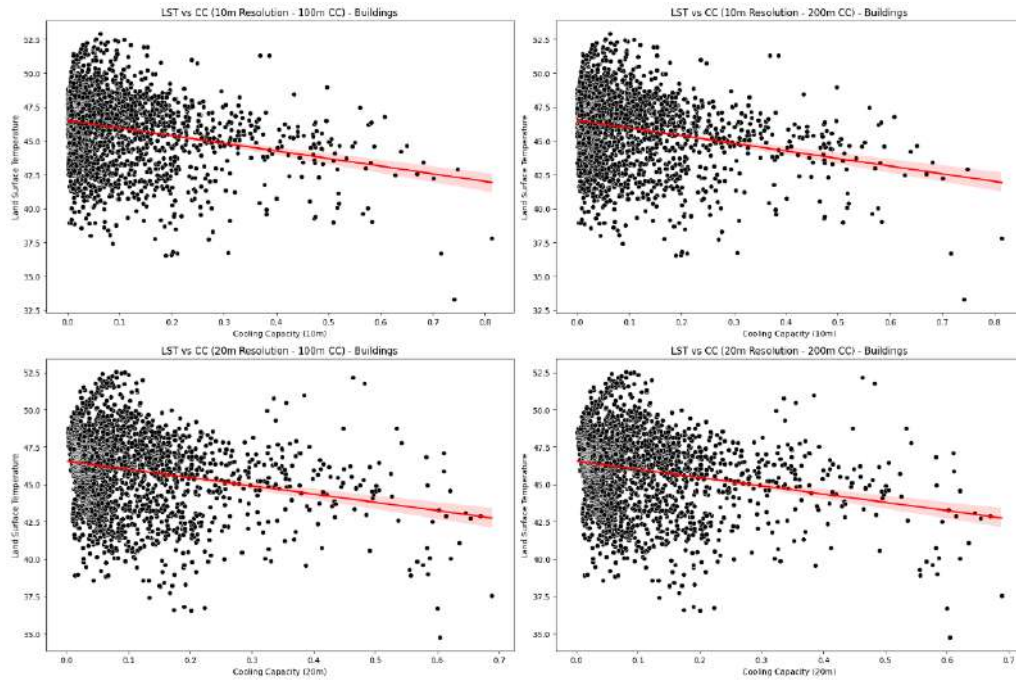 LST vs CC (10m Resolution - 100m CC) - Buildings
52.5
50.0
47.5
45.0
42.5
40.0
37.5
35.0
32.5
Land Surface Temperature
0.0 0.1 0.2 0.3 0.4 0.5 0.6 0.7 0.8
Cooling Capacity (10m)
LST vs CC (10m Resolution - 200m CC) - Buildings
52.5
50.0
47.5
45.0
42.5
40.0
37.5
35.0
32.5
Land Surface Temperature
0.0 0.1 0.2 0.3 0.4 0.5 0.6 0.7 0.8
Cooling Capacity (10m)
LST vs CC (20m Resolution - 100m CC) - Buildings
52.5
50.0
47.5
45.0
42.5
40.0
37.5
35.0
Land Surface Temperature
0.0 0.1 0.2 0.3 0.4 0.5 0.6 0.7
Cooling Capacity (20m)
LST vs CC (20m Resolution - 200m CC) - Buildings
52.5
50.0
47.5
45.0
42.5
40.0
37.5
35.0
Land Surface Temperature
0.0 0.1 0.2 0.3 0.4 0.5 0.6 0.7
Cooling Capacity (20m)